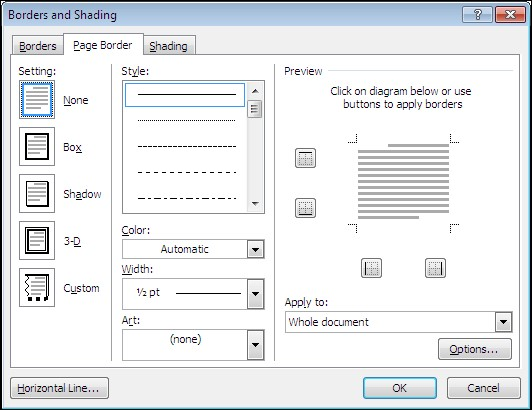 Borders and Shading
Borders
Page Border
Shading
Setting:
None
Box
Shadow
3-D
Custom
Style:
Color:
Automatic
Width:
½ pt
Art:
(none)
Preview
Click on diagram below or use
buttons to apply borders
Apply to:
Whole document
Options...
Horizontal Line...
OK
Cancel